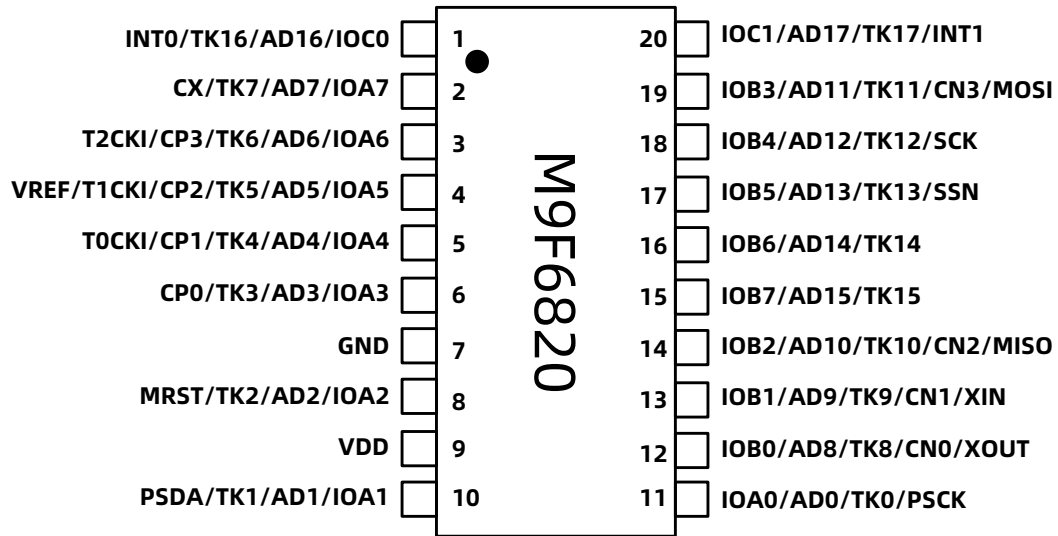 INT0/TK16/AD16/IOC0 1 20 IOC1/AD17/TK17/INT1
CX/TK7/AD7/IOA7 2 19 IOB3/AD11/TK11/CN3/MOSI
T2CKI/CP3/TK6/AD6/IOA6 3 18 IOB4/AD12/TK12/SCK
VREF/T1CKI/CP2/TK5/AD5/IOA5 4 17 IOB5/AD13/TK13/SSN
T0CKI/CP1/TK4/AD4/IOA4 5 16 IOB6/AD14/TK14
CP0/TK3/AD3/IOA3 6 15 IOB7/AD15/TK15
GND 7 14 IOB2/AD10/TK10/CN2/MISO
MRST/TK2/AD2/IOA2 8 13 IOB1/AD9/TK9/CN1/XIN
VDD 9 12 IOB0/AD8/TK8/CN0/XOUT
PSDA/TK1/AD1/IOA1 10 11 IOA0/AD0/TK0/PSCK
M9F6820